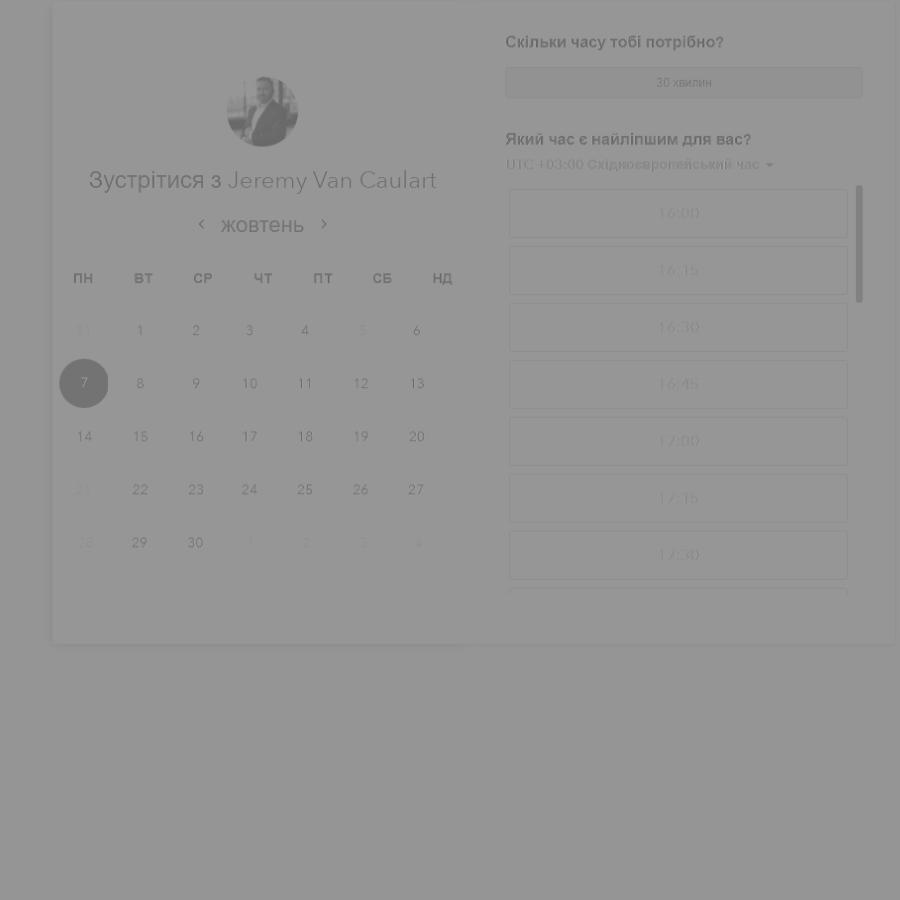 Зустрітися з Jeremy Van Caulart
жовтень
ПН ВТ СР ЧТ ПТ СБ НД
31 1 2 3 4 5 6
7 8 9 10 11 12 13
14 15 16 17 18 19 20
21 22 23 24 25 26 27
28 29 30 1 2 3 4
Скільки часу тобі потрібно?
30 хвилин
Який час є найліпшим для вас?
UTC +03:00 Східноєвропейський час
16:00
16:15
16:30
16:45
17:00
17:15
17:30